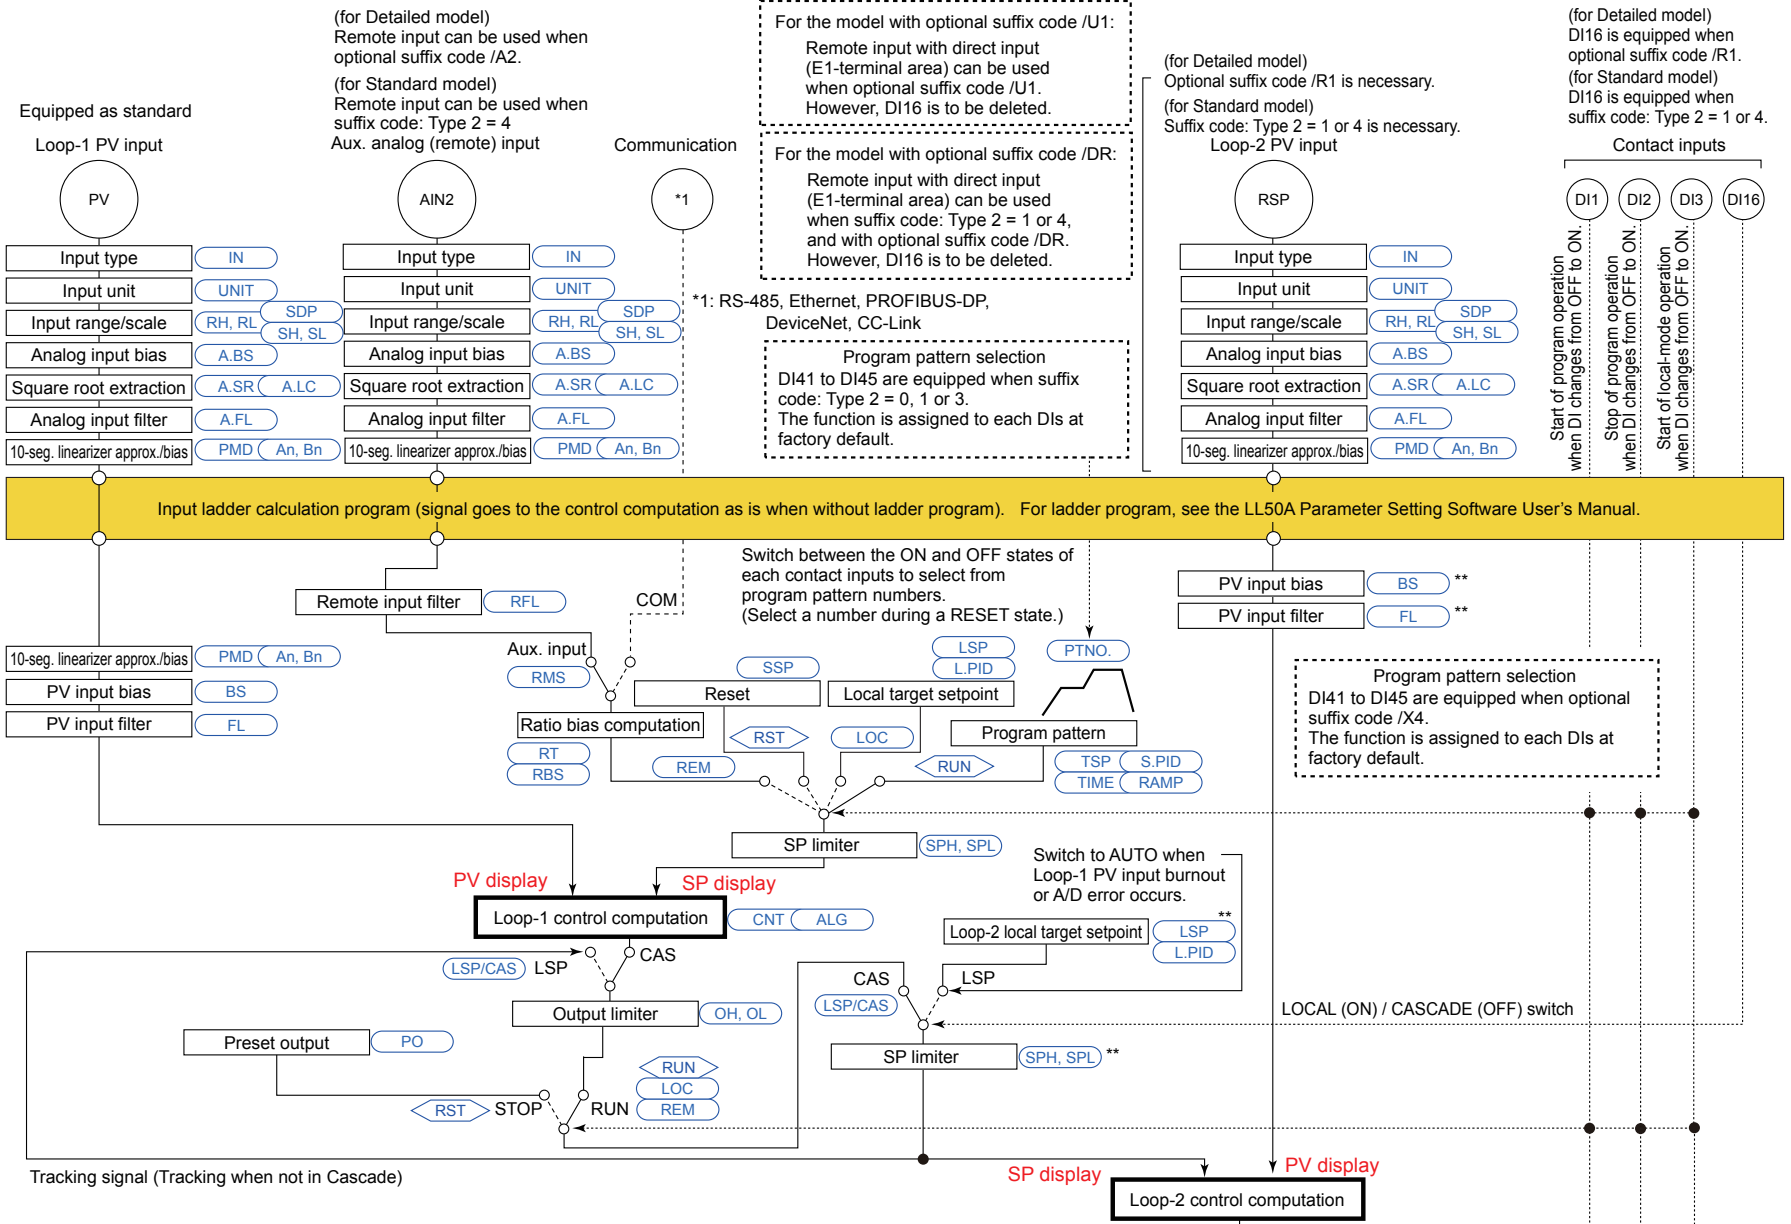 (for Detailed model)
Remote input can be used when
optional suffix code /A2.
(for Standard model)
Remote input can be used when
suffix code: Type 2 = 4
Aux. analog (remote) input
Equipped as standard
Loop-1 PV input
Communication
For the model with optional suffix code /U1:
Remote input with direct input
(E1-terminal area) can be used
when optional suffix code /U1.
However, DI16 is to be deleted.
For the model with optional suffix code /DR:
Remote input with direct input
(E1-terminal area) can be used
when suffix code: Type 2 = 1 or 4,
and with optional suffix code /DR.
However, DI16 is to be deleted.
(for Detailed model)
Optional suffix code /R1 is necessary.
(for Standard model)
Suffix code: Type 2 = 1 or 4 is necessary.
Loop-2 PV input
(for Detailed model)
DI16 is equipped when
optional suffix code /R1.
(for Standard model)
DI16 is equipped when
suffix code: Type 2 = 1 or 4.
Contact inputs
PV
AIN2
*1
RSP
DI1
DI2
DI3
DI16
Input type IN
Input unit UNIT
Input range/scale RH, RL SDP SH, SL
Analog input bias A.BS
Square root extraction A.SR A.LC
Analog input filter A.FL
10-seg. linearizer approx./bias PMD An, Bn
Input type IN
Input unit UNIT
Input range/scale RH, RL SDP SH, SL
Analog input bias A.BS
Square root extraction A.SR A.LC
Analog input filter A.FL
10-seg. linearizer approx./bias PMD An, Bn
*1: RS-485, Ethernet, PROFIBUS-DP,
DeviceNet, CC-Link
Program pattern selection
DI41 to DI45 are equipped when suffix
code: Type 2 = 0, 1 or 3.
The function is assigned to each DIs at
factory default.
Input type IN
Input unit UNIT
Input range/scale RH, RL SDP SH, SL
Analog input bias A.BS
Square root extraction A.SR A.LC
Analog input filter A.FL
10-seg. linearizer approx./bias PMD An, Bn
Start of program operation
when DI changes from OFF to ON.
Stop of program operation
when DI changes from OFF to ON.
Start of local-mode operation
when DI changes from OFF to ON.
Input ladder calculation program (signal goes to the control computation as is when without ladder program). For ladder program, see the LL50A Parameter Setting Software User's Manual.
Remote input filter RFL
COM
Switch between the ON and OFF states of
each contact inputs to select from
program pattern numbers.
(Select a number during a RESET state.)
PV input bias BS **
PV input filter FL **
10-seg. linearizer approx./bias PMD An, Bn
PV input bias BS
PV input filter FL
Aux. input
RMS
SSP
Reset
LSP
L.PID
Local target setpoint
PTNO.
Program pattern
Ratio bias computation
RT
RBS
REM
RST
LOC
RUN
TSP S.PID
TIME RAMP
Program pattern selection
DI41 to DI45 are equipped when optional
suffix code /X4.
The function is assigned to each DIs at
factory default.
SP limiter SPH, SPL
Switch to AUTO when
Loop-1 PV input burnout
or A/D error occurs.
PV display
SP display
Loop-1 control computation CNT ALG
Loop-2 local target setpoint LSP **
L.PID
LSP/CAS LSP CAS
CAS LSP
LSP/CAS
Output limiter OH, OL
LOCAL (ON) / CASCADE (OFF) switch
Preset output PO
SP limiter SPH, SPL **
RUN
LOC
REM
RST STOP RUN
Tracking signal (Tracking when not in Cascade)
SP display
PV display
Loop-2 control computation